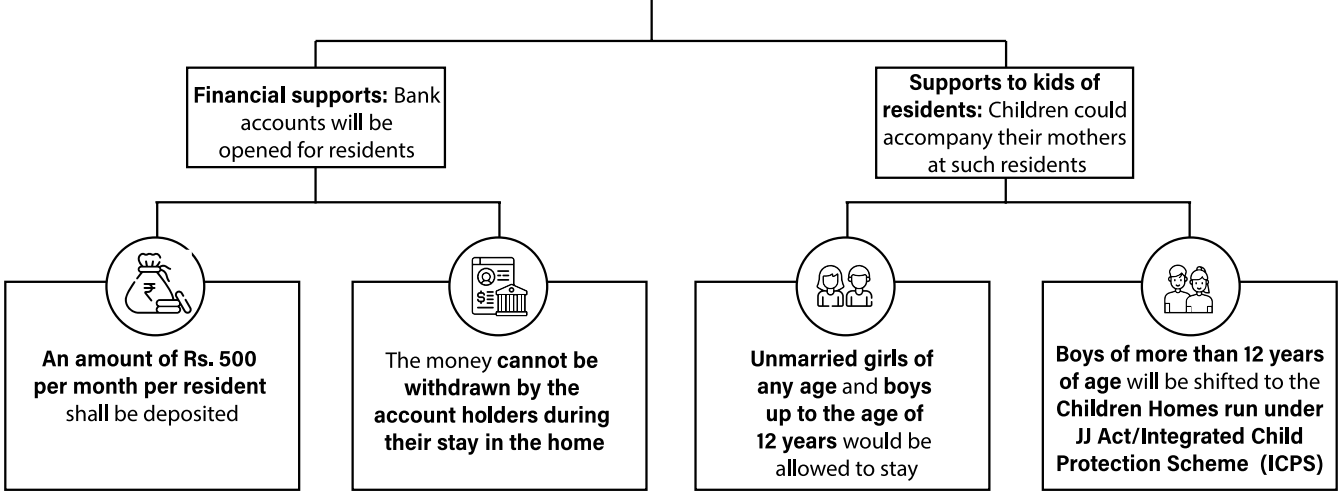 Financial supports: Bank
accounts will be
opened for residents
Supports to kids of
residents: Children could
accompany their mothers
at such residents
₹
An amount of Rs. 500
per month per resident
shall be deposited
$
The money cannot be
withdrawn by the
account holders during
their stay in the home
Unmarried girls of
any age and boys
up to the age of
12 years would be
allowed to stay
Boys of more than 12 years
of age will be shifted to the
Children Homes run under
JJ Act/Integrated Child
Protection Scheme (ICPS)